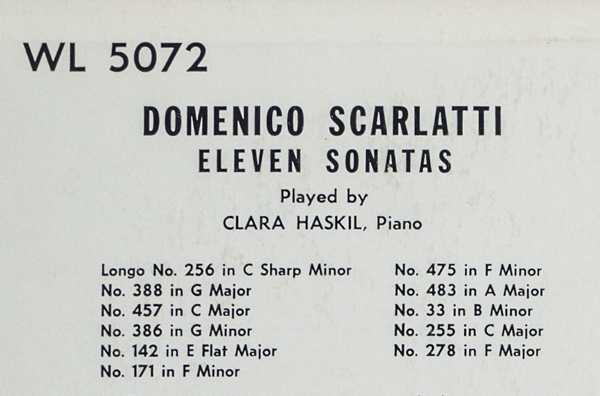 WL 5072
DOMENICO SCARLATTI
ELEVEN SONATAS
Played by
CLARA HASKIL, Piano
Longo No. 256 in C Sharp Minor
No. 388 in G Major
No. 457 in C Major
No. 386 in G Minor
No. 142 in E Flat Major
No. 171 in F Minor
No. 475 in F Minor
No. 483 in A Major
No. 33 in B Minor
No. 255 in C Major
No. 278 in F Major